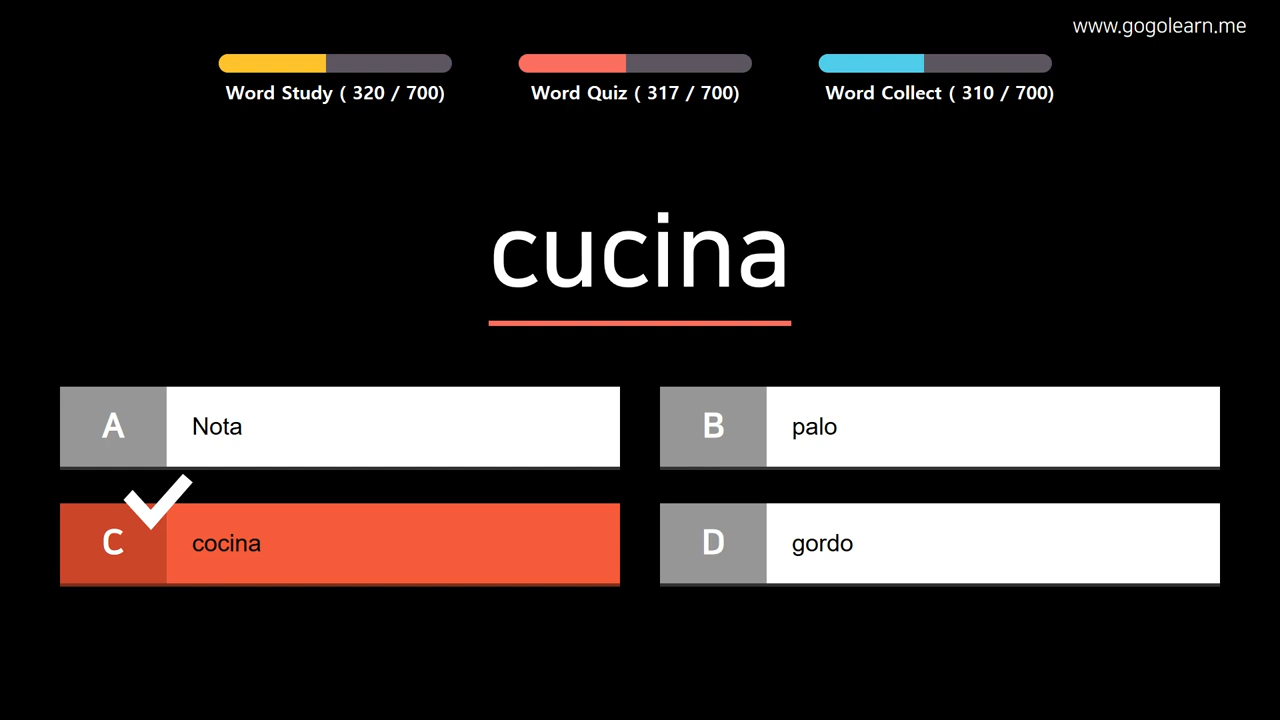 www.gogolearn.me
Word Study ( 320 / 700)
Word Quiz ( 317 / 700)
Word Collect ( 310 / 700)
cucina
A
Nota
B
palo
C
cocina
D
gordo